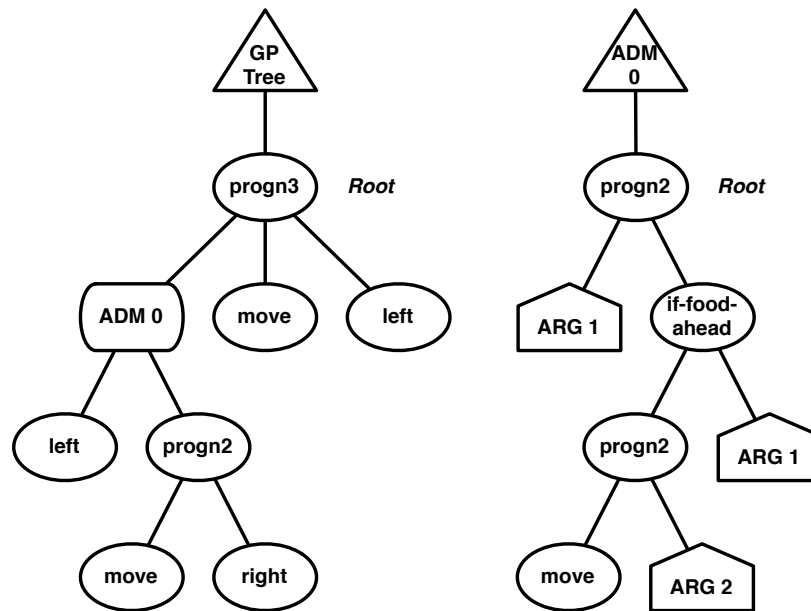 GP
Tree
progn3
Root
ADM 0
move
left
left
progn2
move
right
ADM
0
progn2
Root
ARG 1
if-food-
ahead
progn2
ARG 1
move
ARG 2